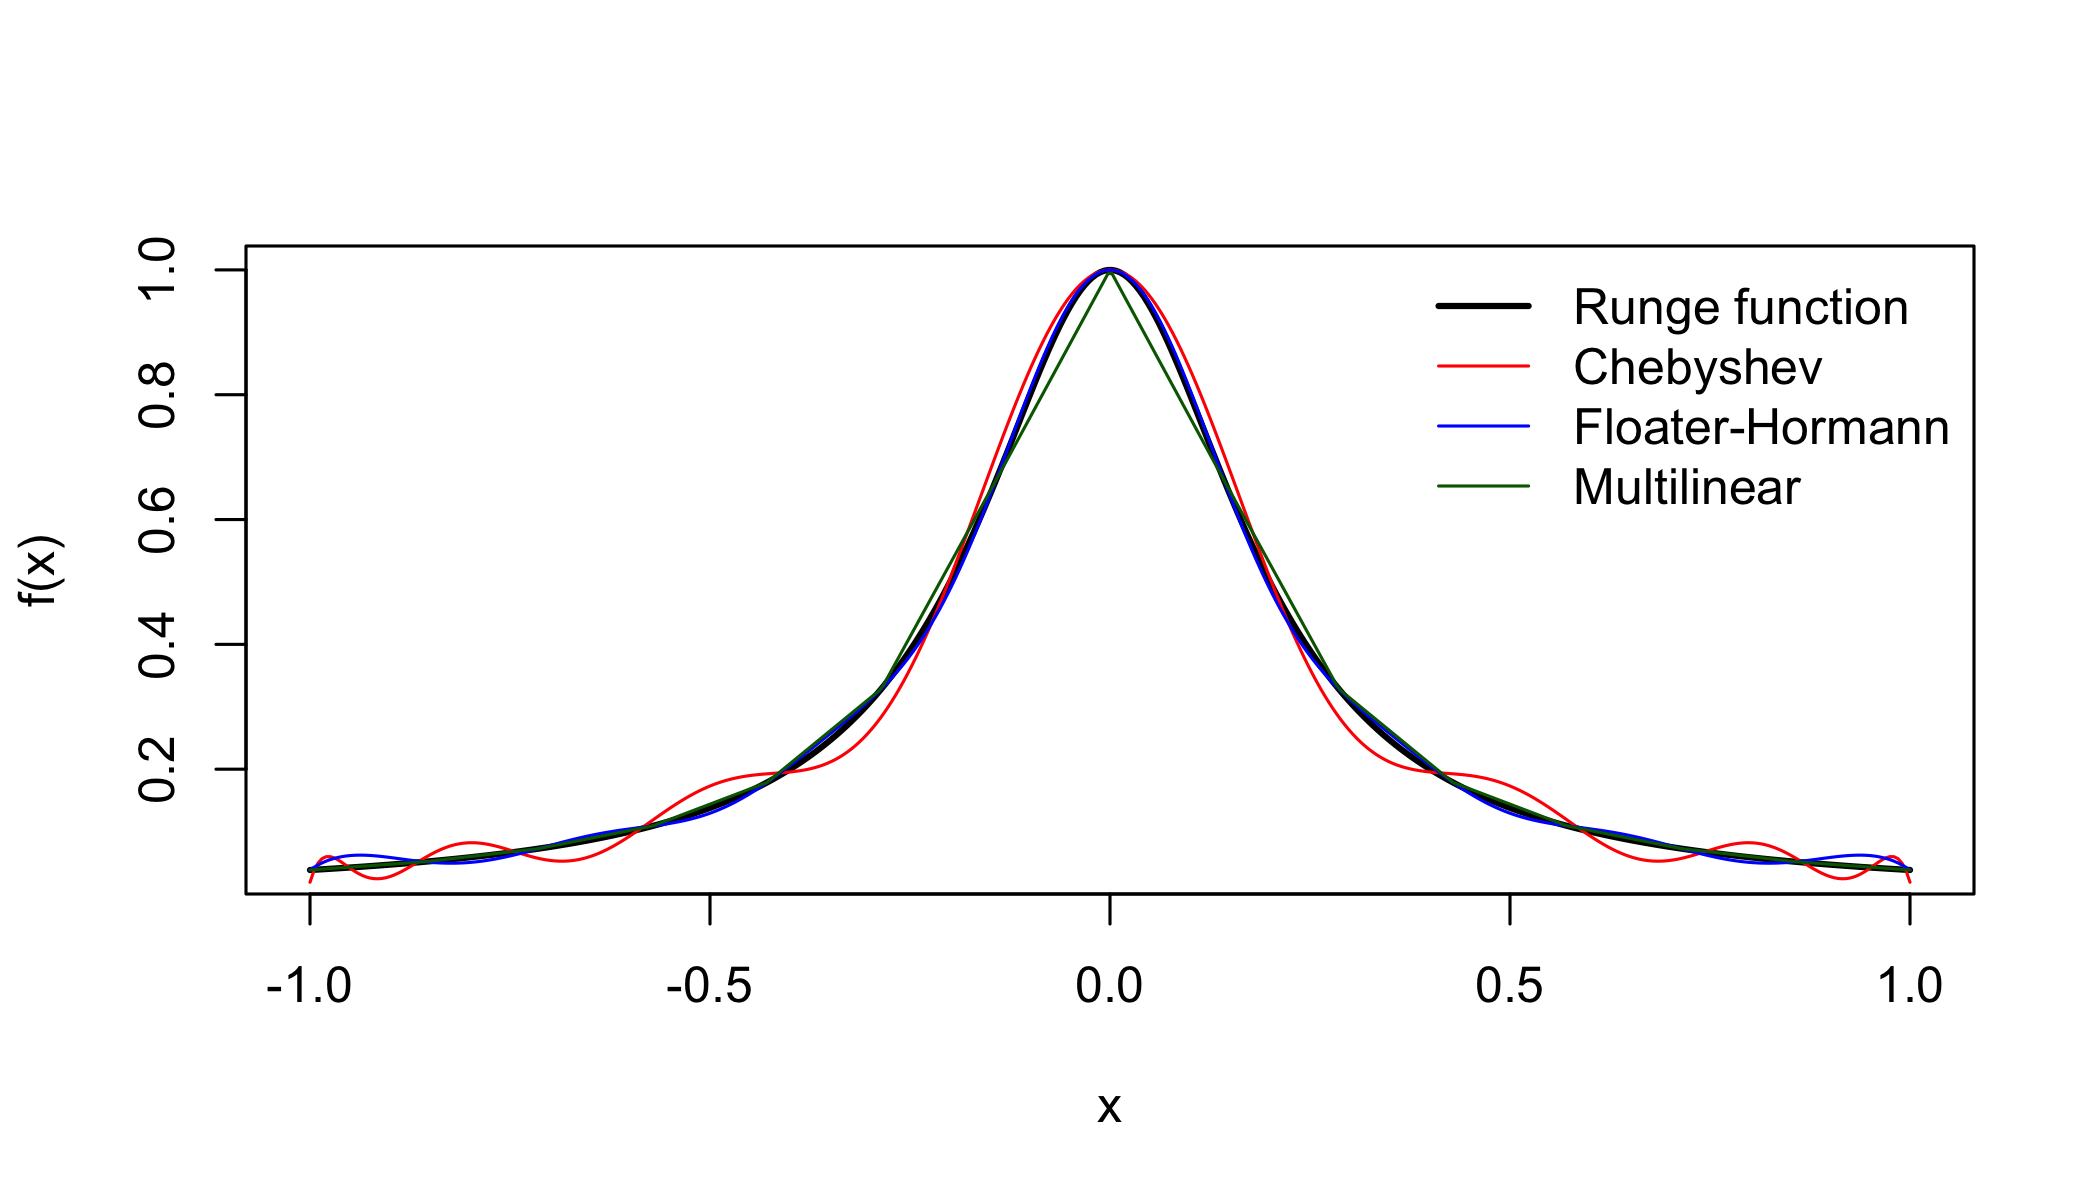 f(x)
1.0
0.8
0.6
0.4
0.2
Runge function
Chebyshev
Floater-Hormann
Multilinear
-1.0 -0.5 0.0 0.5 1.0
x